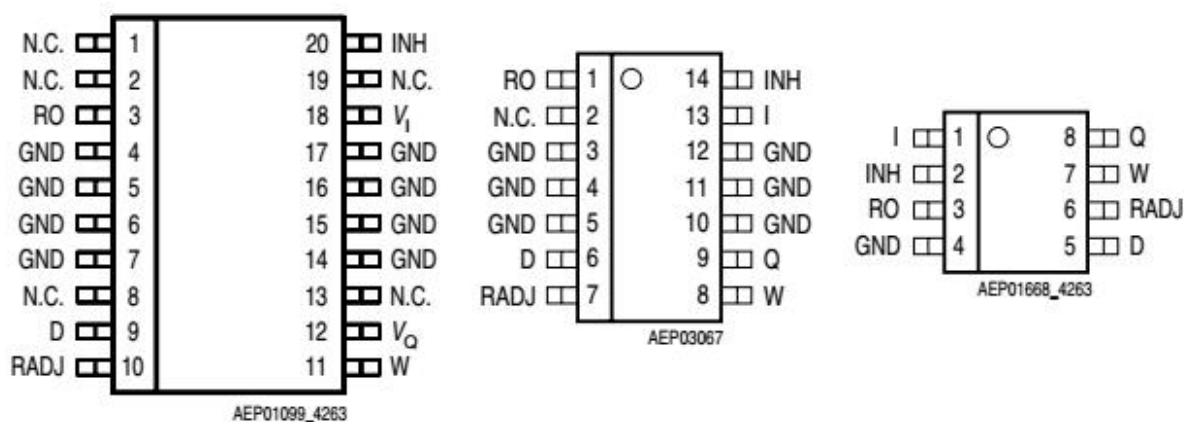 N.C. 1 20 INH
N.C. 2 19 N.C.
RO 3 18 VI
GND 4 17 GND
GND 5 16 GND
GND 6 15 GND
GND 7 14 GND
N.C. 8 13 N.C.
D 9 12 VQ
RADJ 10 11 W
AEP01099_4263
RO 1 14 INH
N.C. 2 13 I
GND 3 12 GND
GND 4 11 GND
GND 5 10 GND
D 6 9 Q
RADJ 7 8 W
AEP03067
I 1 8 Q
INH 2 7 W
RO 3 6 RADJ
GND 4 5 D
AEP01668_4263